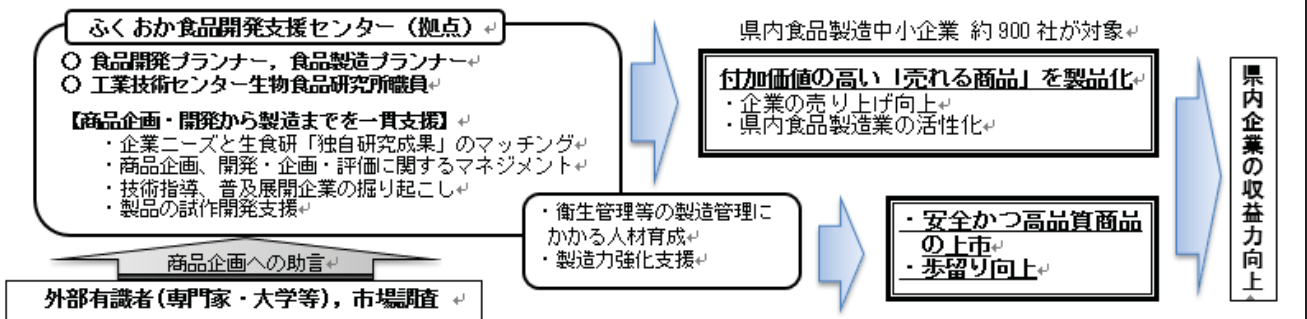 ふくおか食品開発支援センター（拠点）
○ 食品開発プランナー，食品製造プランナー
○ 工業技術センター生物食品研究所職員
【商品企画・開発から製造までを一貫支援】
・企業ニーズと生食研「独自研究成果」のマッチング
・商品企画、開発・企画・評価に関するマネジメント
・技術指導、普及展開企業の掘り起こし
・製品の試作開発支援
商品企画への助言
外部有識者(専門家・大学等)，市場調査
・衛生管理等の製造管理に
かかる人材育成
・製造力強化支援
県内食品製造中小企業 約900社が対象
付加価値の高い「売れる商品」を製品化
・企業の売り上げ向上
・県内食品製造業の活性化
・安全かつ高品質商品
の上市
・歩留り向上
県内企業の収益力向上